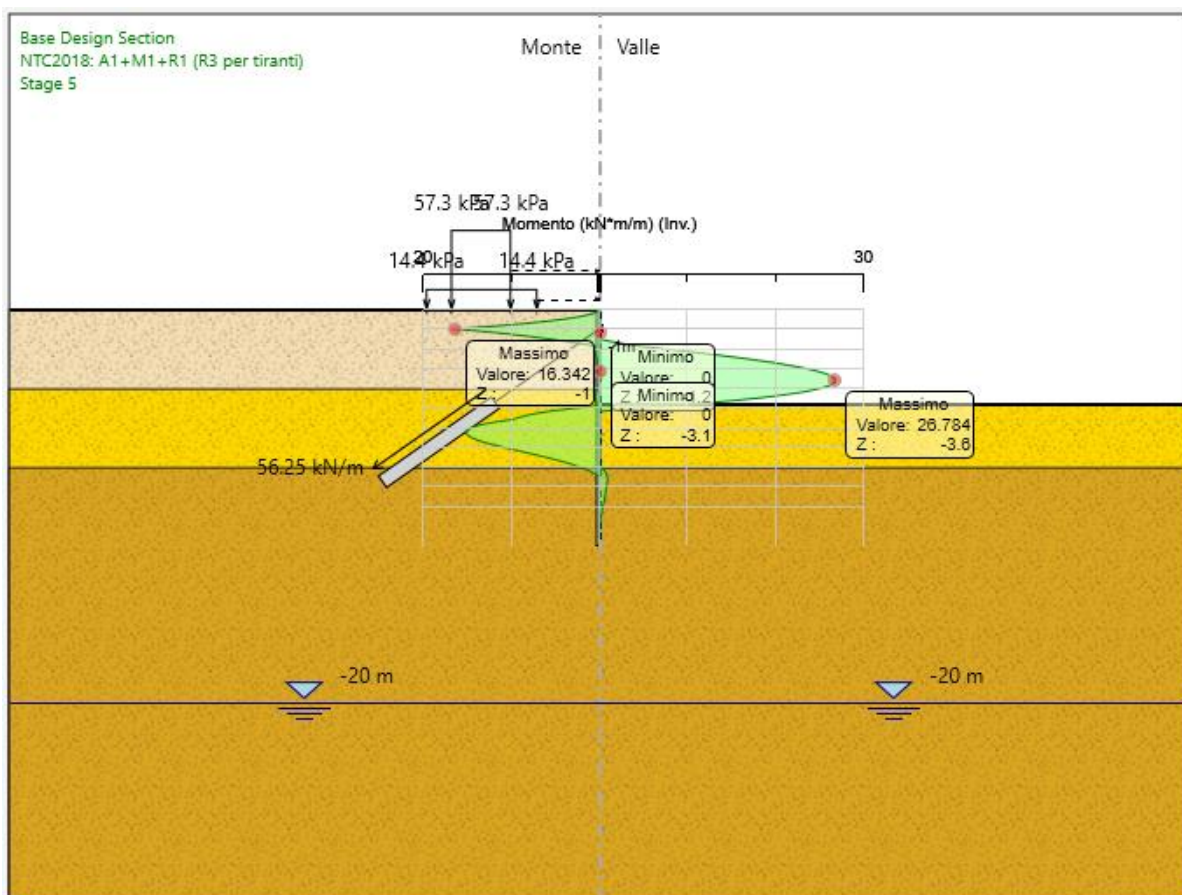 Base Design Section
NTC2018: A1+M1+R1 (R3 per tiranti)
Stage 5
Monte
Valle
57.3 kPa
57.3 kPa
Momento (kN*m/m) (Inv.)
20
30
14.4 kPa
14.4 kPa
-1m
Massimo
Valore: 16.342
Z : -1
Minimo
Valore: 0
Z
Minimo
Valore: 0
Z : -3.1
Massimo
Valore: 26.784
Z : -3.6
56.25 kN/m
-20 m
-20 m